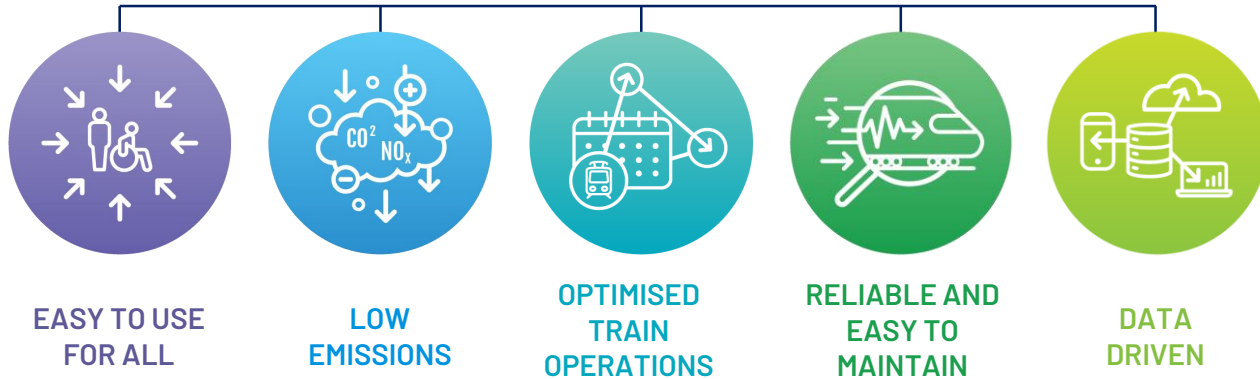 CO²
NOₓ
EASY TO USE
FOR ALL
LOW
EMISSIONS
OPTIMISED
TRAIN
OPERATIONS
RELIABLE AND
EASY TO
MAINTAIN
DATA
DRIVEN